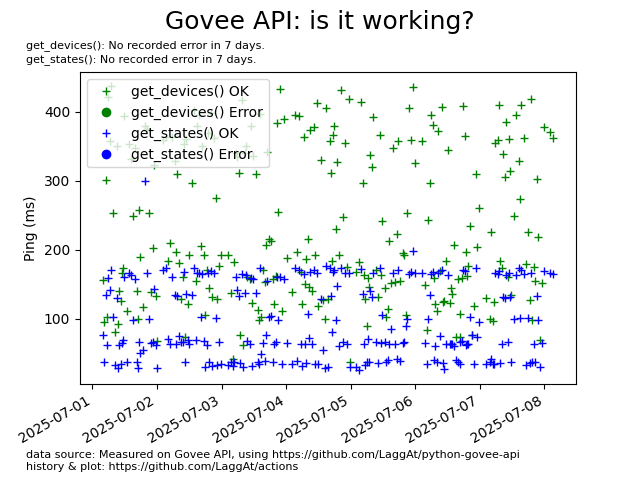 Govee API: is it working?
get_devices(): No recorded error in 7 days.
get_states(): No recorded error in 7 days.
get_devices() OK
get_devices() Error
get_states() OK
get_states() Error
Ping (ms)
400
300
200
100
2025-07-01
2025-07-02
2025-07-03
2025-07-04
2025-07-05
2025-07-06
2025-07-07
2025-07-08
data source: Measured on Govee API, using https://github.com/LaggAt/python-govee-api
history & plot: https://github.com/LaggAt/actions